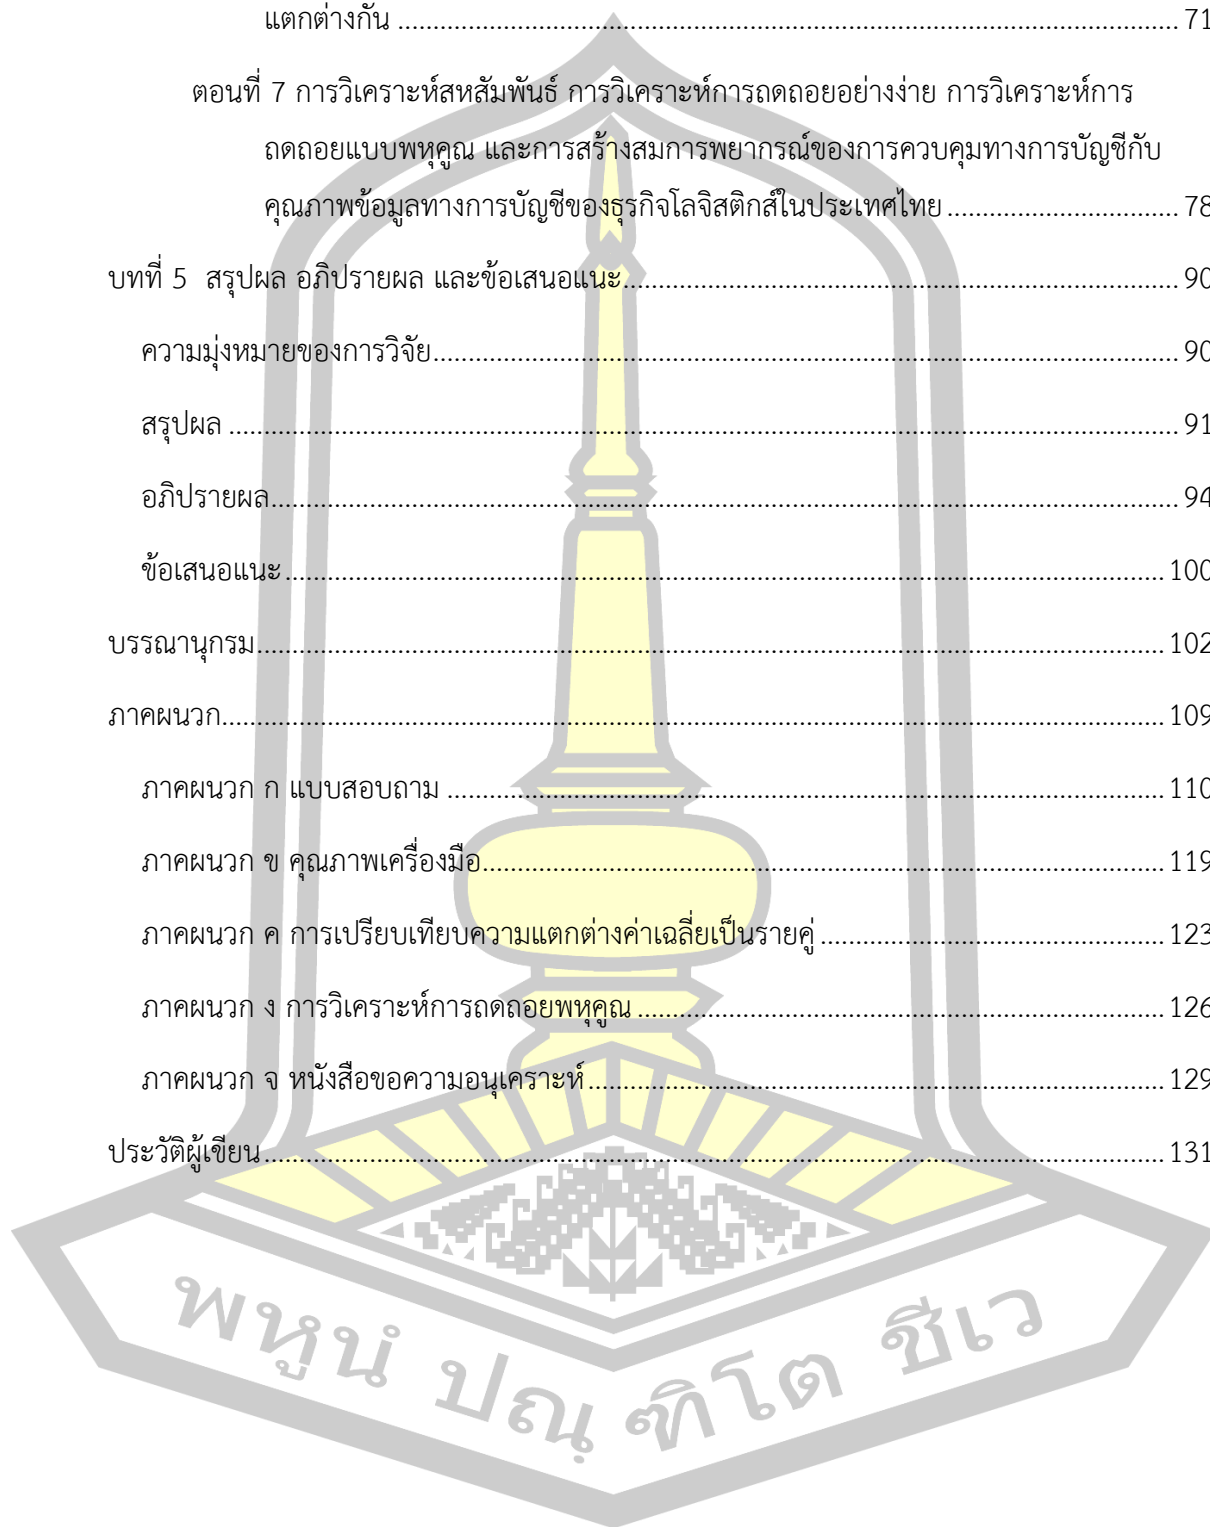 แตกต่างกัน ........................................................................................................ 71
ตอนที่ 7 การวิเคราะห์สหสัมพันธ์ การวิเคราะห์การถดถอยอย่างง่าย การวิเคราะห์การ
ถดถอยแบบพหุคูณ และการสร้างสมการพยากรณ์ของการควบคุมทางการบัญชีกับ
คุณภาพข้อมูลทางการบัญชีของธุรกิจโลจิสติกส์ในประเทศไทย ............................... 78
บทที่ 5  สรุปผล อภิปรายผล และข้อเสนอแนะ.......................................................................... 90
ความมุ่งหมายของการวิจัย.................................................................................................... 90
สรุปผล ............................................................................................................................... 91
อภิปรายผล......................................................................................................................... 94
ข้อเสนอแนะ ..................................................................................................................... 100
บรรณานุกรม......................................................................................................................... 102
ภาคผนวก.............................................................................................................................. 109
ภาคผนวก ก แบบสอบถาม ................................................................................................ 110
ภาคผนวก ข คุณภาพเครื่องมือ........................................................................................... 119
ภาคผนวก ค การเปรียบเทียบความแตกต่างค่าเฉลี่ยเป็นรายคู่ .............................................. 123
ภาคผนวก ง การวิเคราะห์การถดถอยพหุคูณ ...................................................................... 126
ภาคผนวก จ หนังสือขอความอนุเคราะห์ ............................................................................. 129
ประวัติผู้เขียน......................................................................................................................... 131
พหูนํ ปณฺฑิโต ชีเว